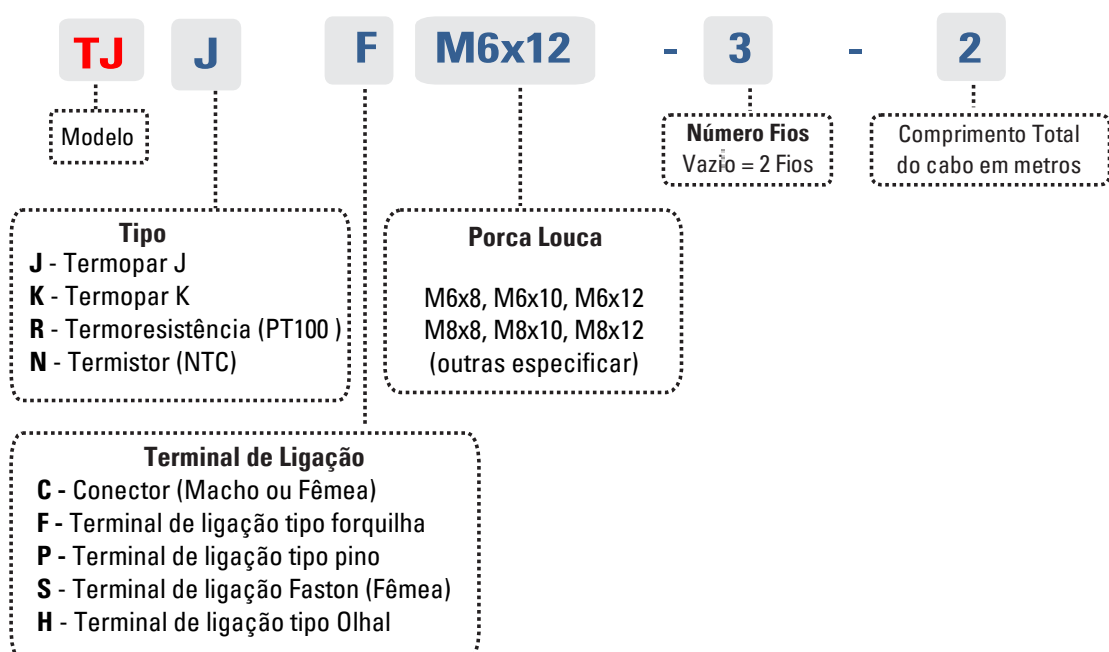 TJ J F M6x12 - 3 - 2
Modelo
Número Fios
Vazio = 2 Fios
Comprimento Total
do cabo em metros
Tipo
J - Termopar J
K - Termopar K
R - Termoresistência (PT100 )
N - Termistor (NTC)
Porca Louca
M6x8, M6x10, M6x12
M8x8, M8x10, M8x12
(outras especificar)
Terminal de Ligação
C - Conector (Macho ou Fêmea)
F - Terminal de ligação tipo forquilha
P - Terminal de ligação tipo pino
S - Terminal de ligação Faston (Fêmea)
H - Terminal de ligação tipo Olhal